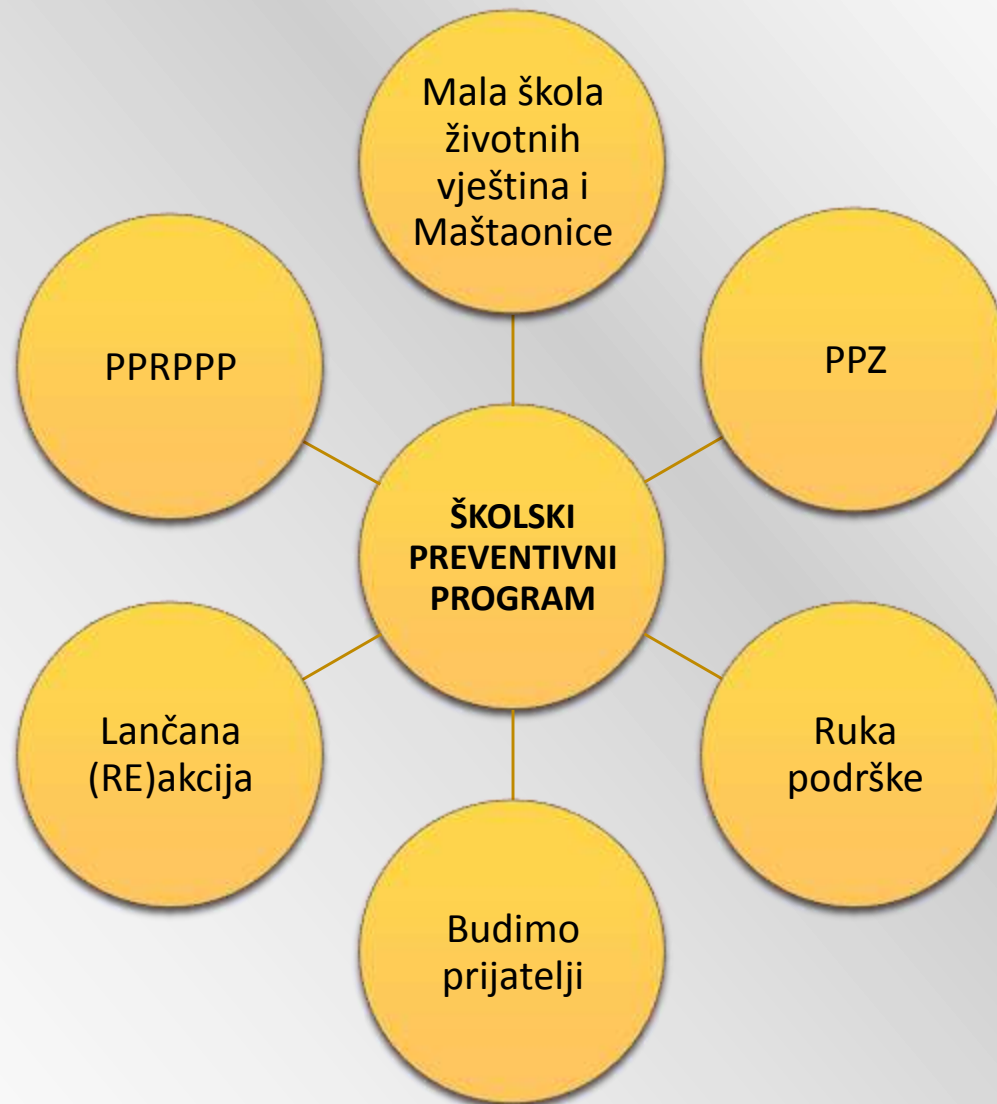 Mala škola
životnih
vještina i
Maštaonice
PPRPPP
PPZ
ŠKOLSKI
PREVENTIVNI
PROGRAM
Lančana
(RE)akcija
Ruka
podrške
Budimo
prijatelji